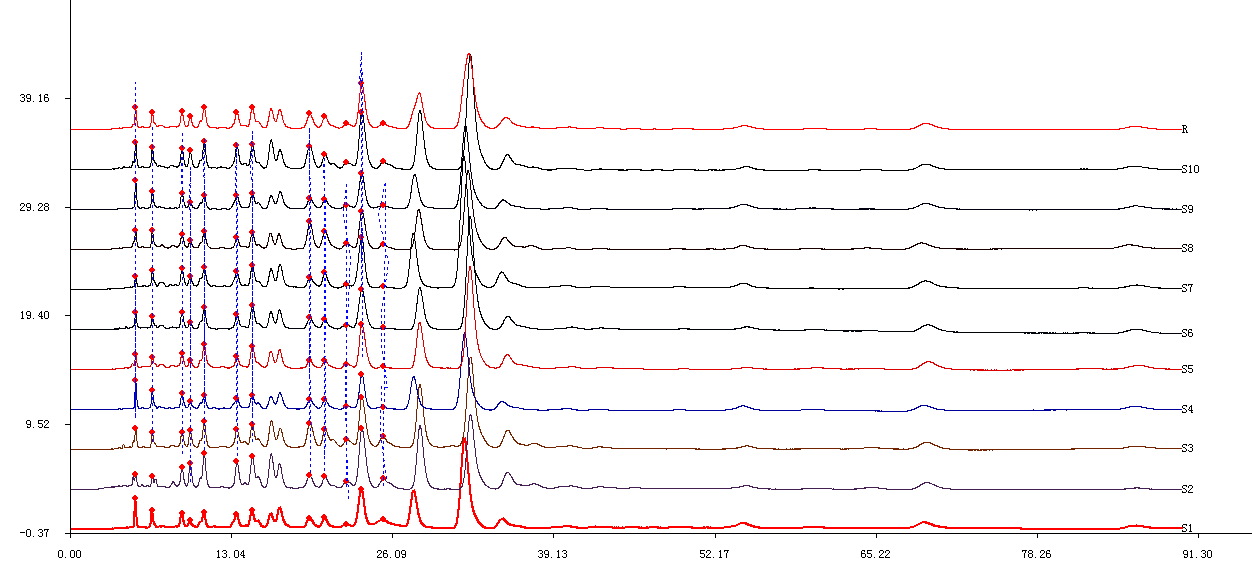 39.16
R
S10
29.28
S9
S8
S7
19.40
S6
S5
S4
9.52
S3
S2
-0.37
S1
0.00 13.04 26.09 39.13 52.17 65.22 78.26 91.30